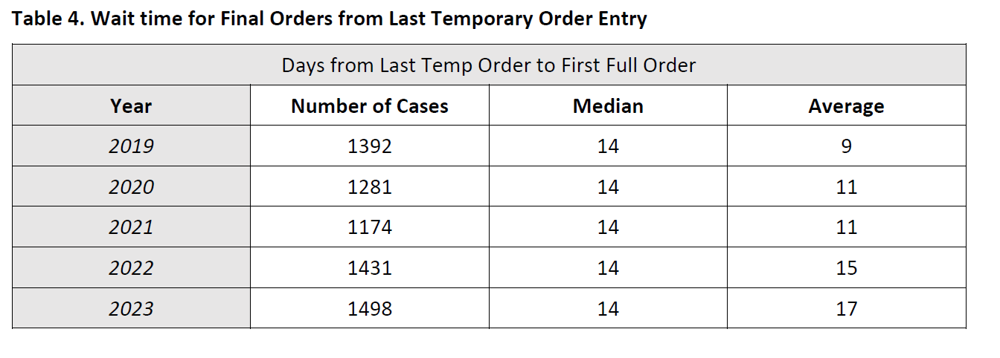 Table 4. Wait time for Final Orders from Last Temporary Order Entry
Days from Last Temp Order to First Full Order
Year Number of Cases Median Average
2019 1392 14 9
2020 1281 14 11
2021 1174 14 11
2022 1431 14 15
2023 1498 14 17